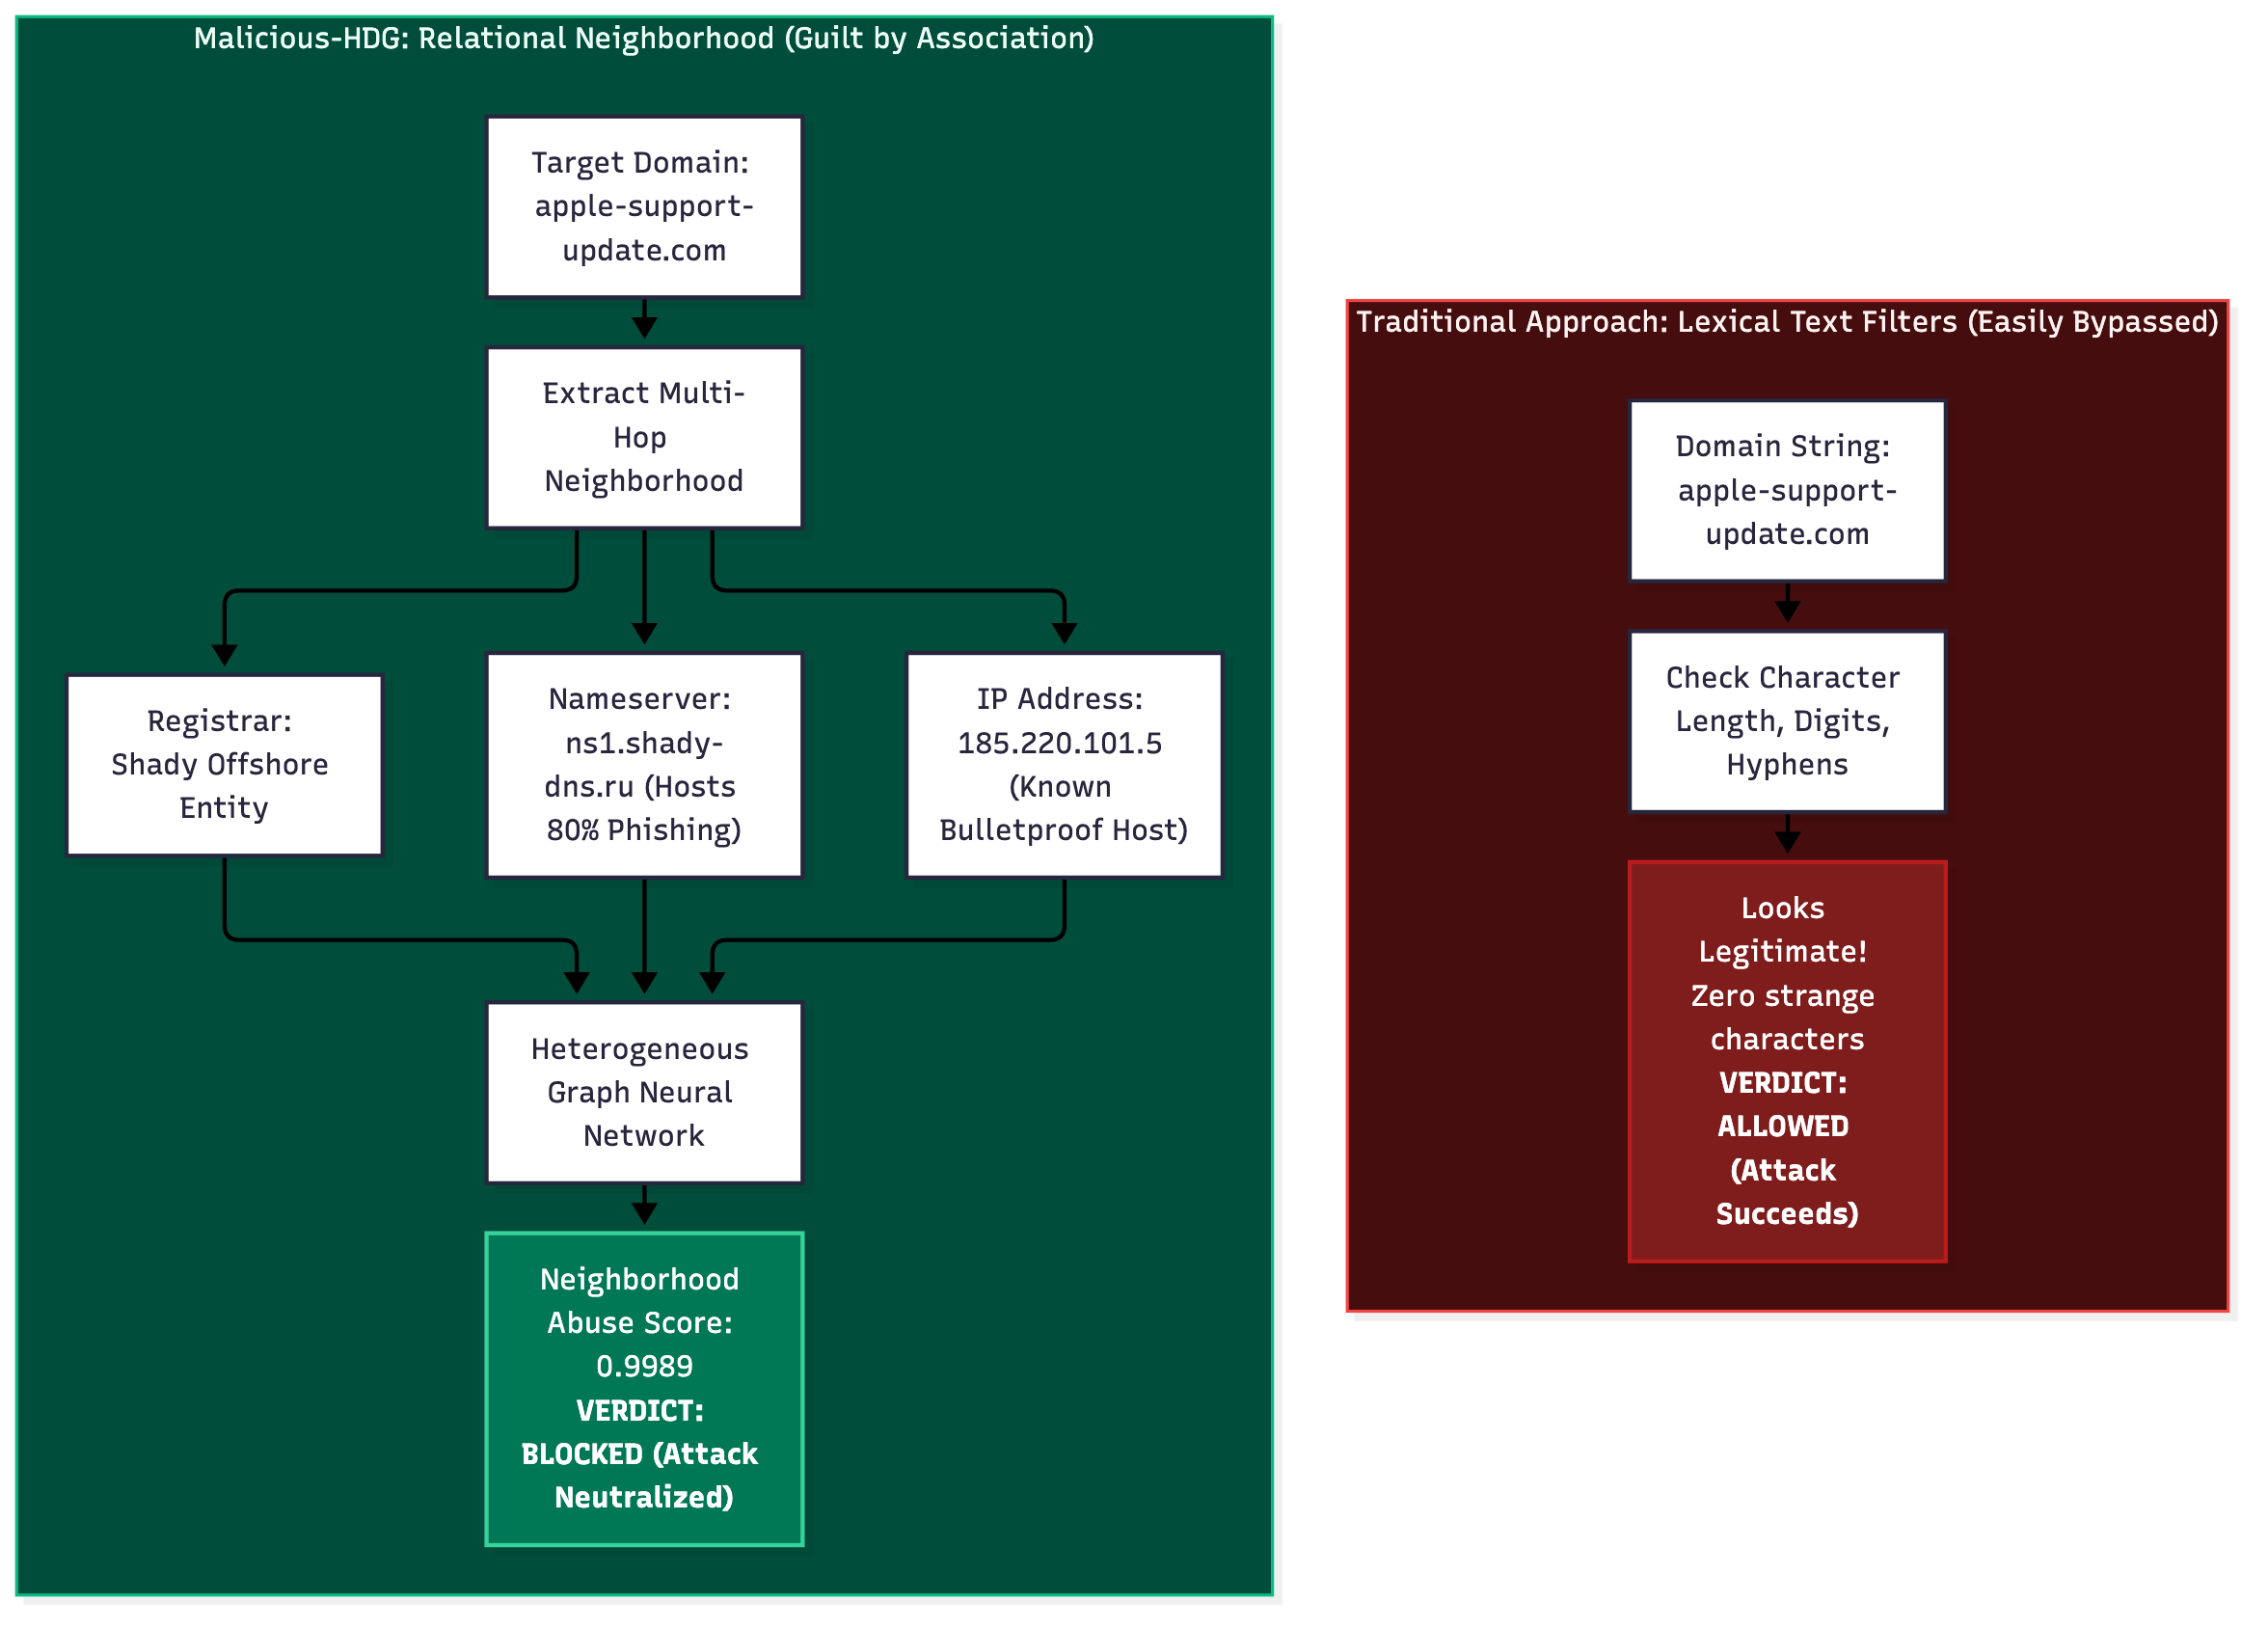 Malicious-HDG: Relational Neighborhood (Guilt by Association)
Target Domain:
apple-support-
update.com
Extract Multi-
Hop
Neighborhood
Registrar:
Shady Offshore
Entity
Nameserver:
ns1.shady-
dns.ru (Hosts
80% Phishing)
IP Address:
185.220.101.5
(Known
Bulletproof Host)
Heterogeneous
Graph Neural
Network
Neighborhood
Abuse Score:
0.9989
VERDICT:
BLOCKED (Attack
Neutralized)
Traditional Approach: Lexical Text Filters (Easily Bypassed)
Domain String:
apple-support-
update.com
Check Character
Length, Digits,
Hyphens
Looks
Legitimate!
Zero strange
characters
VERDICT:
ALLOWED
(Attack
Succeeds)